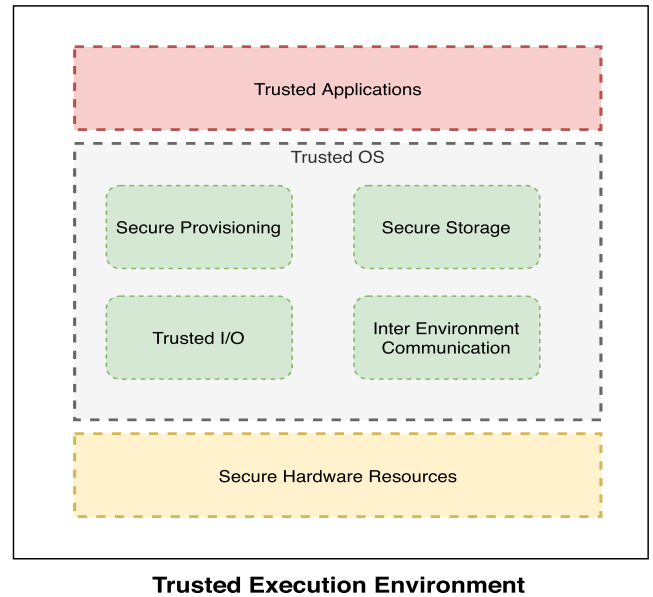 Trusted Applications
Trusted OS
Secure Provisioning
Secure Storage
Trusted I/O
Inter Environment
Communication
Secure Hardware Resources
Trusted Execution Environment